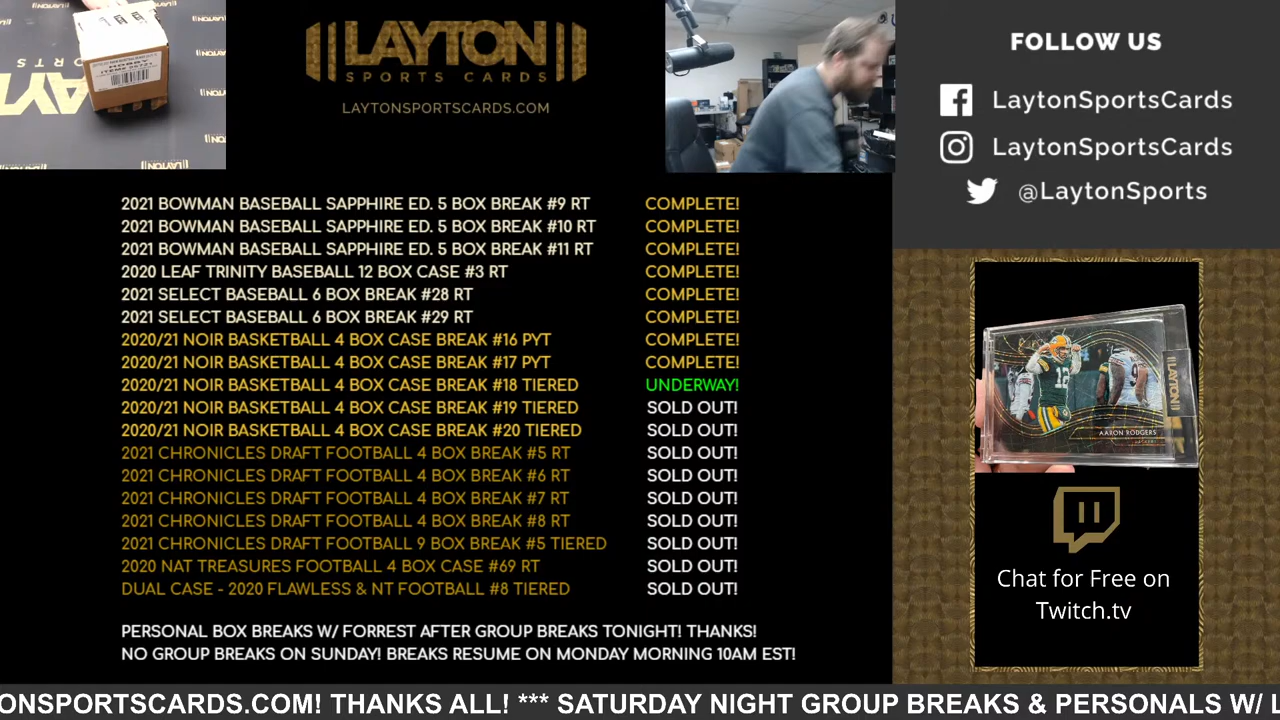 HOBBY
LAYTON
SPORTS CARDS
LAYTONSPORTSCARDS.COM
FOLLOW US
LaytonSportsCards
LaytonSportsCards
@LaytonSports
2021 BOWMAN BASEBALL SAPPHIRE ED. 5 BOX BREAK #9 RT COMPLETE!
2021 BOWMAN BASEBALL SAPPHIRE ED. 5 BOX BREAK #10 RT COMPLETE!
2021 BOWMAN BASEBALL SAPPHIRE ED. 5 BOX BREAK #11 RT COMPLETE!
2020 LEAF TRINITY BASEBALL 12 BOX CASE #3 RT COMPLETE!
2021 SELECT BASEBALL 6 BOX BREAK #28 RT COMPLETE!
2021 SELECT BASEBALL 6 BOX BREAK #29 RT COMPLETE!
2020/21 NOIR BASKETBALL 4 BOX CASE BREAK #16 PYT COMPLETE!
2020/21 NOIR BASKETBALL 4 BOX CASE BREAK #17 PYT COMPLETE!
2020/21 NOIR BASKETBALL 4 BOX CASE BREAK #18 TIERED UNDERWAY!
2020/21 NOIR BASKETBALL 4 BOX CASE BREAK #19 TIERED SOLD OUT!
2020/21 NOIR BASKETBALL 4 BOX CASE BREAK #20 TIERED SOLD OUT!
2021 CHRONICLES DRAFT FOOTBALL 4 BOX BREAK #5 RT SOLD OUT!
2021 CHRONICLES DRAFT FOOTBALL 4 BOX BREAK #6 RT SOLD OUT!
2021 CHRONICLES DRAFT FOOTBALL 4 BOX BREAK #7 RT SOLD OUT!
2021 CHRONICLES DRAFT FOOTBALL 4 BOX BREAK #8 RT SOLD OUT!
2021 CHRONICLES DRAFT FOOTBALL 9 BOX BREAK #5 TIERED SOLD OUT!
2020 NAT TREASURES FOOTBALL 4 BOX CASE #69 RT SOLD OUT!
DUAL CASE - 2020 FLAWLESS & NT FOOTBALL #8 TIERED SOLD OUT!
PERSONAL BOX BREAKS W/ FORREST AFTER GROUP BREAKS TONIGHT! THANKS!
NO GROUP BREAKS ON SUNDAY! BREAKS RESUME ON MONDAY MORNING 10AM EST!
AARON RODGERS
LAYTON
Chat for Free on
Twitch.tv
ONSPORTSCARDS.COM! THANKS ALL! *** SATURDAY NIGHT GROUP BREAKS & PERSONALS W/ L